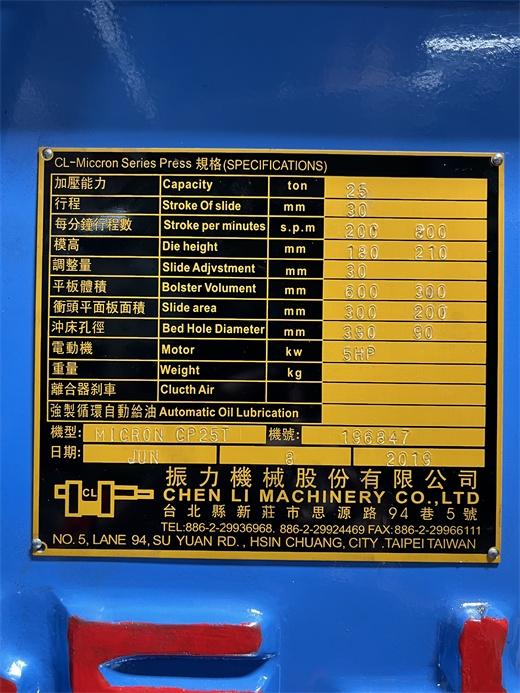 CL-Miccron Series Press 規格(SPECIFICATIONS)
加壓能力 Capacity ton 25
行程 Stroke Of slide mm 30
每分鐘行程數 Stroke per minutes s.p.m 200 800
模高 Die height mm 180 210
調整量 Slide Adjvstment mm 30
平板體積 Bolster Volument mm 600 300
衝頭平面板面積 Slide area mm 300 200
沖床孔徑 Bed Hole Diameter mm 390 90
電動機 Motor kw 5HP
重量 Weight kg
離合器剎車 Clucth Air
強製循環自動給油 Automatic Oil Lubrication
機型: MICRON CP25T 機號: 196847
日期: JUN 8 2019
CL 振力機械股份有限公司
CHEN LI MACHINERY CO.,LTD
台北縣新莊市思源路94巷5號
TEL:886-2-29936968. 886-2-29924469 FAX:886-2-29966111
NO.5, LANE 94, SU YUAN RD. , HSIN CHUANG, CITY .TAIPEI TAIWAN